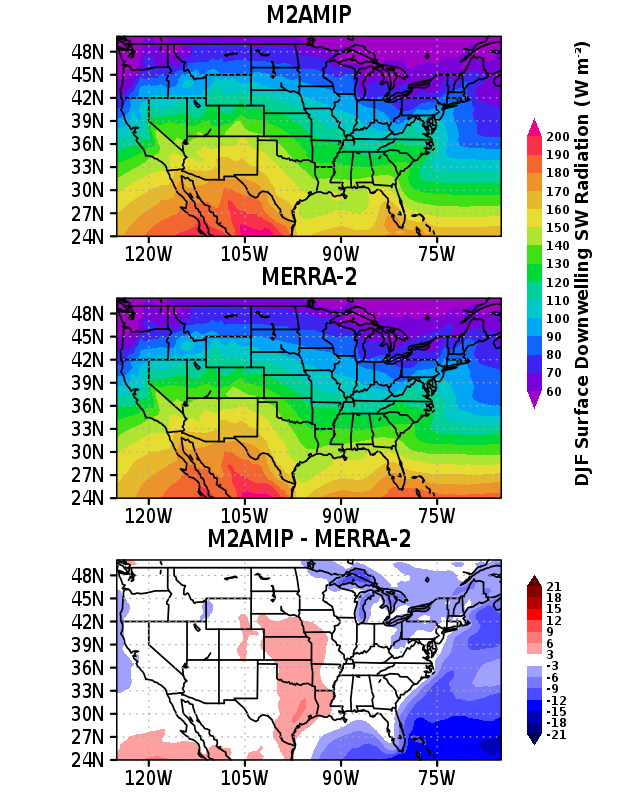 M2AMIP
48N
45N
42N
39N
36N
33N
30N
27N
24N
120W 105W 90W 75W
MERRA-2
48N
45N
42N
39N
36N
33N
30N
27N
24N
120W 105W 90W 75W
M2AMIP - MERRA-2
48N
45N
42N
39N
36N
33N
30N
27N
24N
120W 105W 90W 75W
200
190
180
170
160
150
140
130
120
110
100
90
80
70
60
DJF Surface Downwelling SW Radiation (W m⁻²)
21
18
15
12
9
6
3
-3
-6
-9
-12
-15
-18
-21